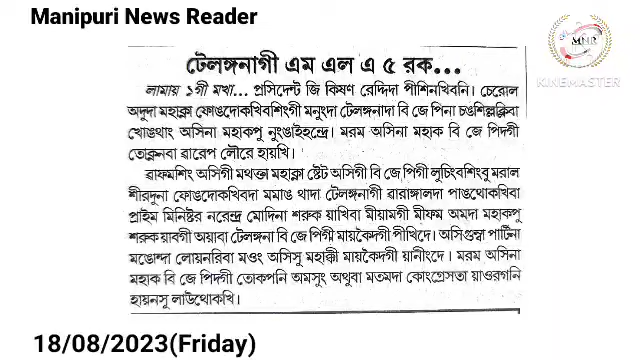 Manipuri News Reader
MNR
KINEMASTER
টেলঙ্গনাগী এম এল এ ৫ রক...
লামায় ১গী মখা... প্রসিদেন্ট জি কিষণ রেদ্দিদা পীশিনখিবনি। চেরোল
অদুদা মহাক্না ফোঙদোকখিবশিংগী মনুংদা টেলঙ্গনাদা বি জে পিনা চঙশিল্লক্লিবা
খোঙথাং অসিনা মহাকপু নুংঙাইহন্দ্রে। মরম অসিনা মহাক বি জে পিদগী
তোক্লনবা ৱারেপ লৌরে হায়খি।
ৱাফমশিং অসিগী মথক্তা মহাক্না স্টেট অসিগী বি জে পিগী লুচিংবশিংবু মরাল
শীরদুনা ফোঙদোকখিবদা মমাঙ থাদা টেলঙ্গনাগী ৱারাঙ্গালদা পাঙথোকখিবা
প্রাইম মিনিষ্টর নরেন্দ্র মোদিনা শরুক য়াখিবা মীয়ামগী মীফম অমদা মহাকপু
শরুক য়াবগী অয়াবা টেলঙ্গনা বি জে পিগী মায়কৈদগী পীখিদে। অসিগুম্বা পার্টিনা
মঙোন্দা লোয়নরিবা মওং অসিসু মহাক্কী মায়কৈদগী য়ানীংদে। মরম অসিনা
মহাক বি জে পিদগী তোকপনি অমসুং অথুবা মতমদা কোংগ্রেসতা য়াওরগনি
হায়নসু লাউথোকখি।
18/08/2023(Friday)